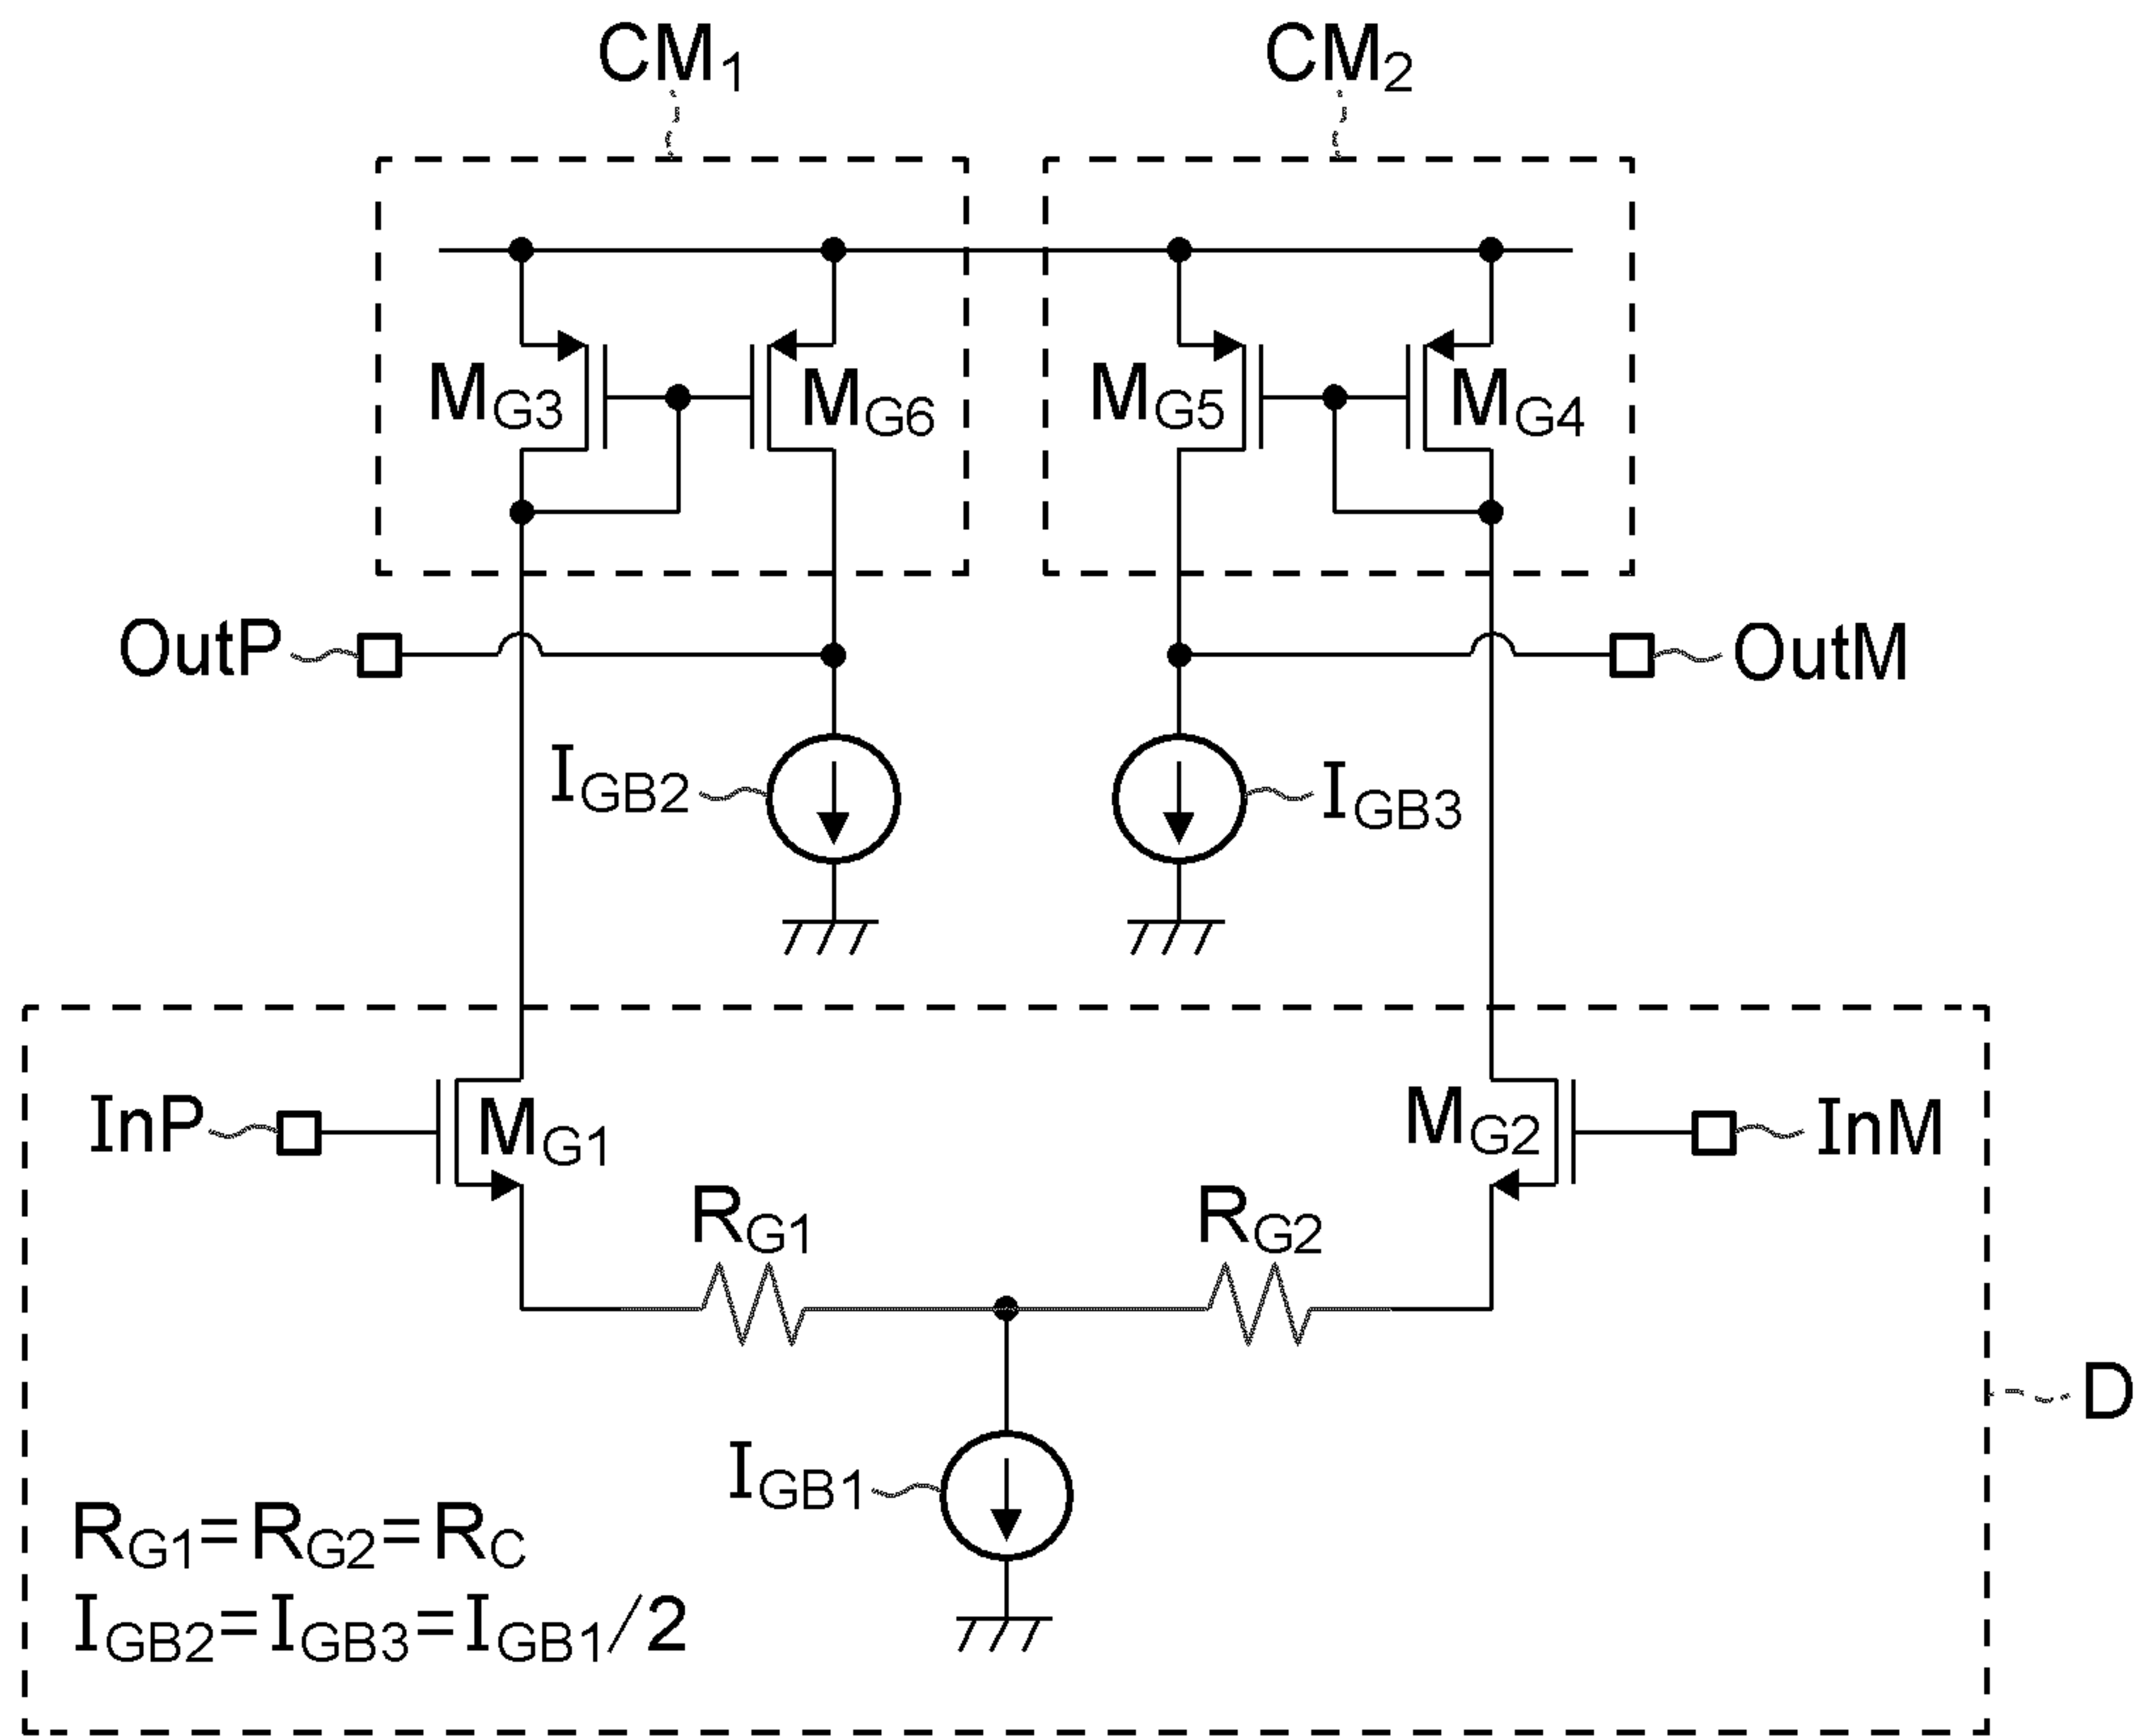 CM1 CM2
MG3 MG6 MG5 MG4
OutP OutM
IGB2 IGB3
InP MG1 MG2 InM
RG1 RG2
D
IGB1
RG1=RG2=RC
IGB2=IGB3=IGB1/2